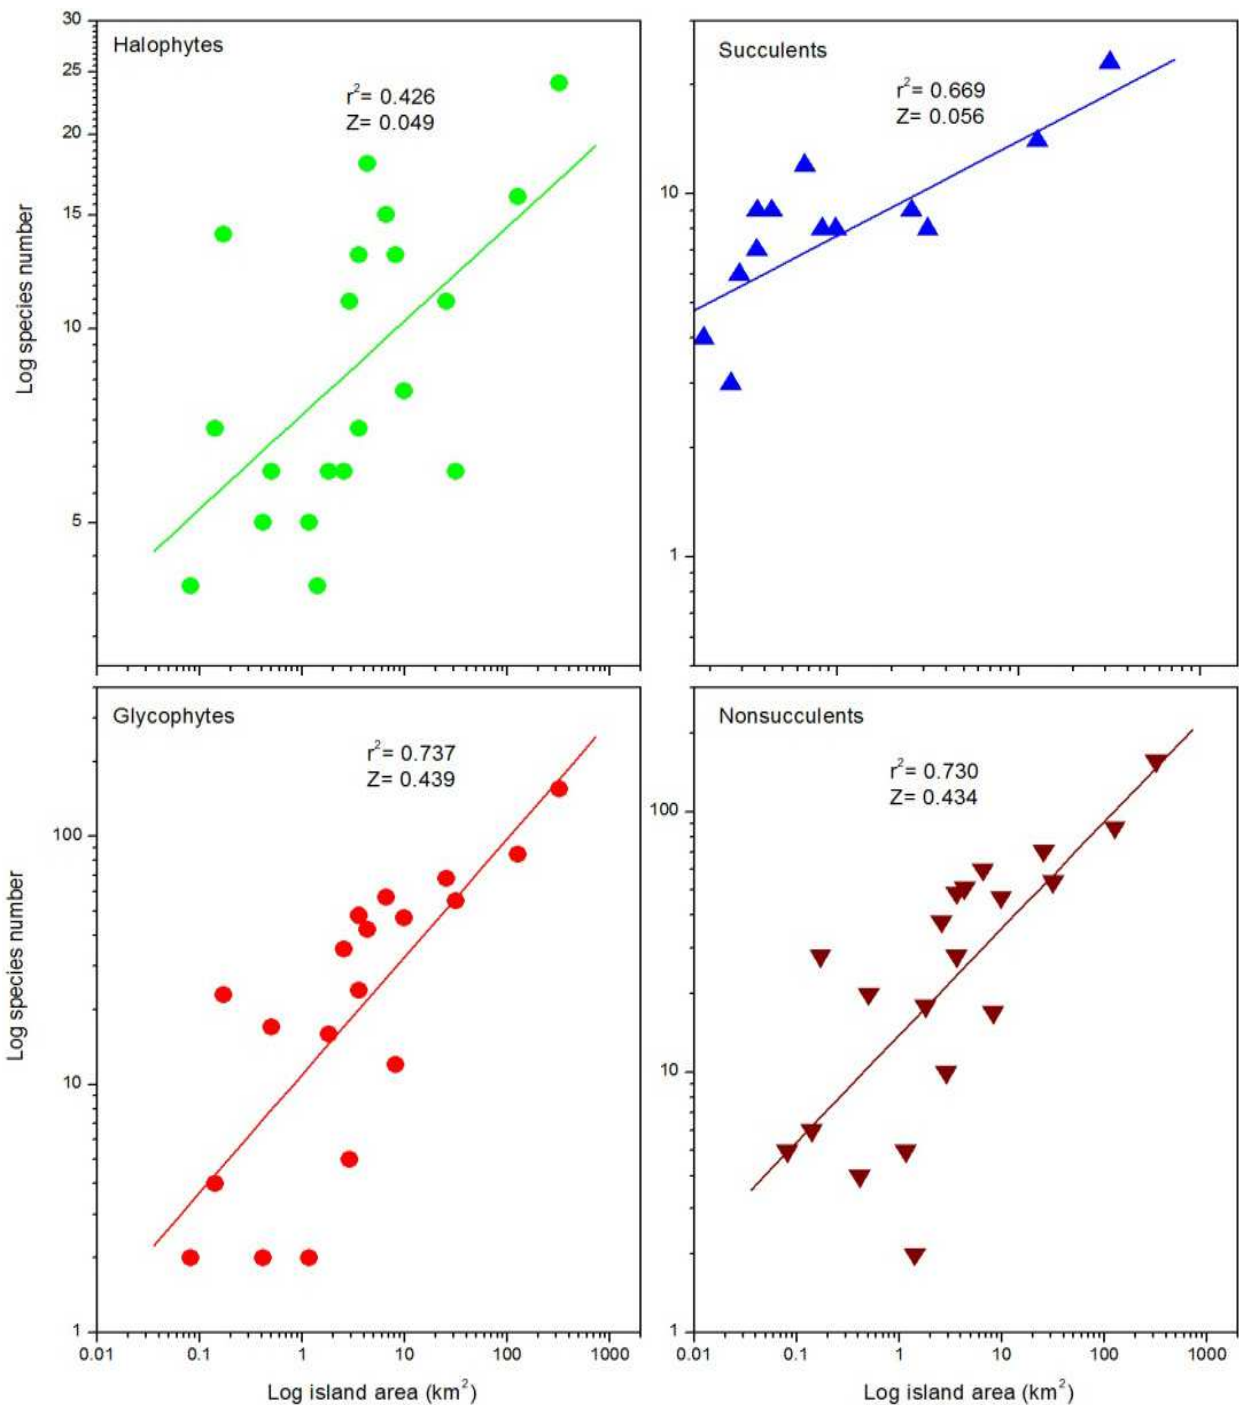 30
25
20
15
10
5
Log species number
Halophytes
r²= 0.426
Z= 0.049
10
1
Succulents
r²= 0.669
Z= 0.056
100
10
1
Log species number
Glycophytes
r²= 0.737
Z= 0.439
0.01 0.1 1 10 100 1000
Log island area (km²)
100
10
1
Nonsucculents
r²= 0.730
Z= 0.434
0.01 0.1 1 10 100 1000
Log island area (km²)